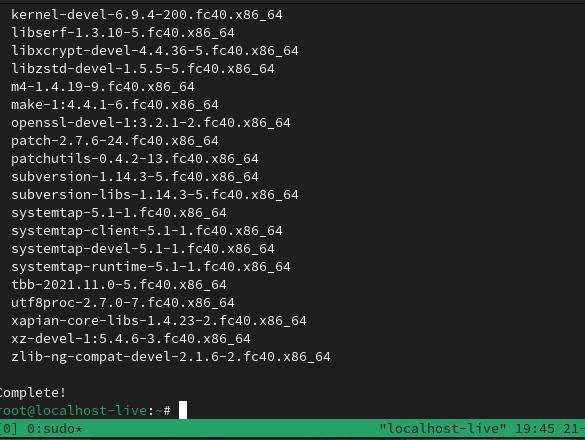 kernel-devel-6.9.4-200.fc40.x86_64
libserf-1.3.10-5.fc40.x86_64
libxcrypt-devel-4.4.36-5.fc40.x86_64
libzstd-devel-1.5.5-5.fc40.x86_64
m4-1.4.19-9.fc40.x86_64
make-1:4.4.1-6.fc40.x86_64
openssl-devel-1:3.2.1-2.fc40.x86_64
patch-2.7.6-24.fc40.x86_64
patchutils-0.4.2-13.fc40.x86_64
subversion-1.14.3-5.fc40.x86_64
subversion-libs-1.14.3-5.fc40.x86_64
systemtap-5.1-1.fc40.x86_64
systemtap-client-5.1-1.fc40.x86_64
systemtap-devel-5.1-1.fc40.x86_64
systemtap-runtime-5.1-1.fc40.x86_64
tbb-2021.11.0-5.fc40.x86_64
utf8proc-2.7.0-7.fc40.x86_64
xapian-core-libs-1.4.23-2.fc40.x86_64
xz-devel-1:5.4.6-3.fc40.x86_64
zlib-ng-compat-devel-2.1.6-2.fc40.x86_64
Complete!
root@localhost-live:~#
[0] 0:sudo* "localhost-live" 19:45 21-